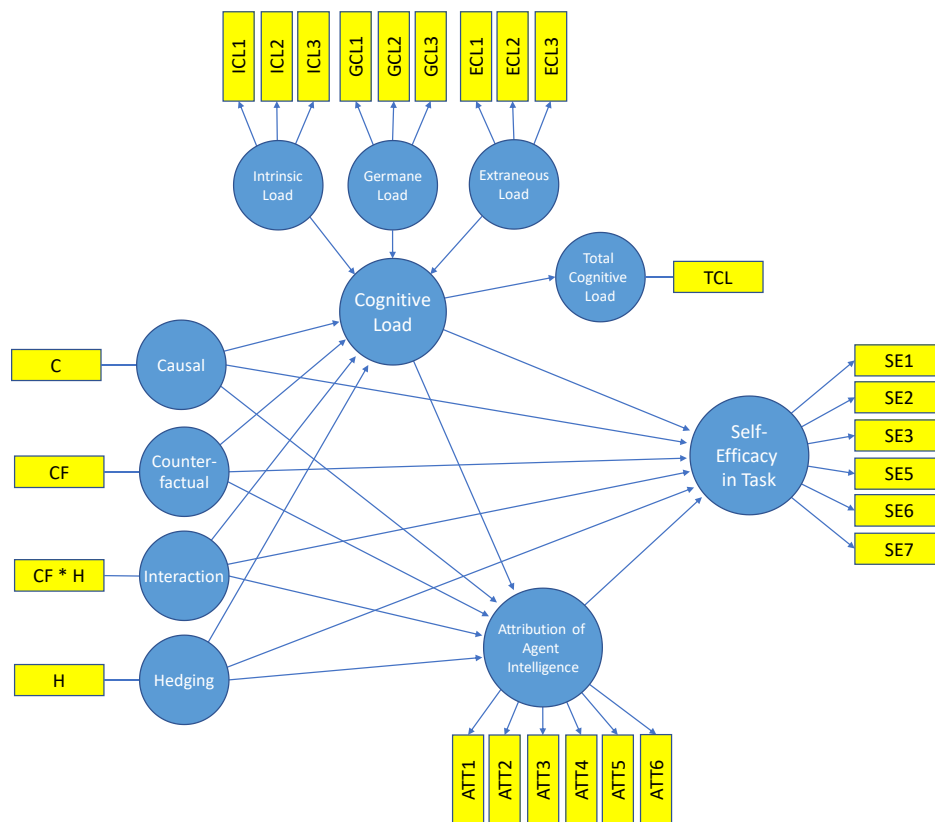 ICL1
ICL2
ICL3
GCL1
GCL2
GCL3
ECL1
ECL2
ECL3
Intrinsic
Load
Germane
Load
Extraneous
Load
Total
Cognitive
Load
TCL
Cognitive
Load
C
Causal
SE1
SE2
SE3
SE5
SE6
SE7
CF
Counter-
factual
Self-
Efficacy
in Task
CF * H
Interaction
H
Hedging
Attribution of
Agent
Intelligence
ATT1
ATT2
ATT3
ATT4
ATT5
ATT6